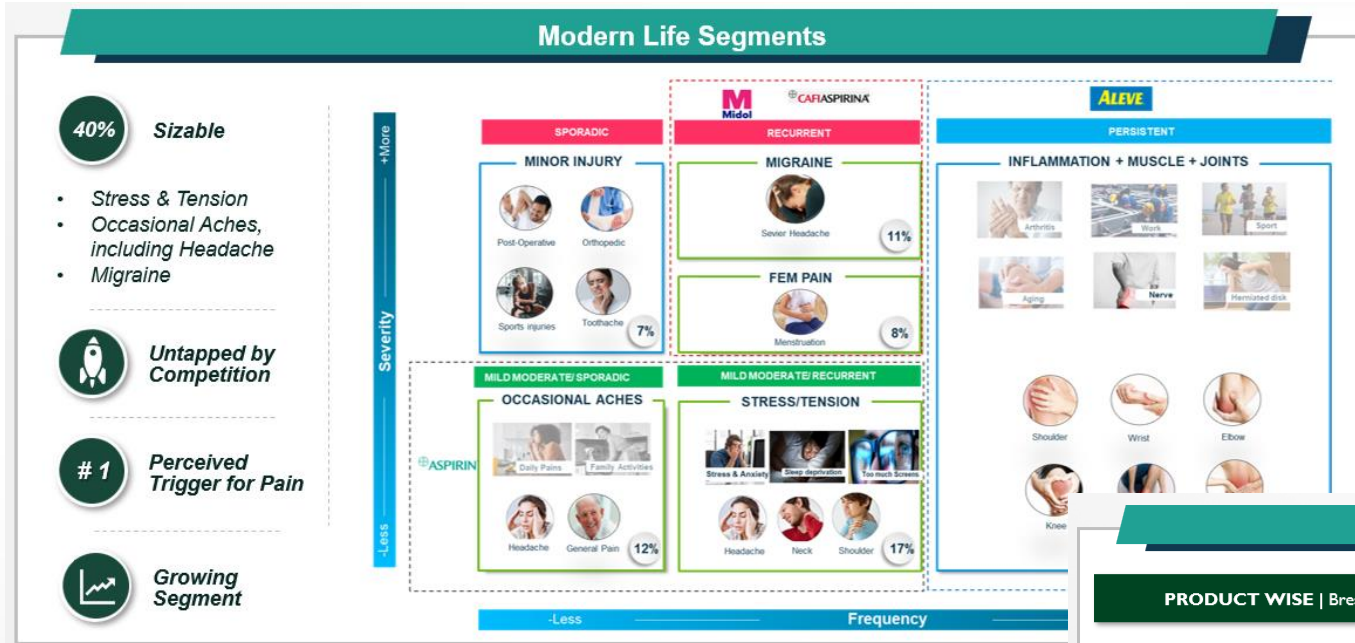 Modern Life Segments
40%
Sizable
• Stress & Tension
• Occasional Aches,
including Headache
• Migraine
Untapped by
Competition
# 1
Perceived
Trigger for Pain
Growing
Segment
+More
Severity
-Less
M
Midol
CAFIASPIRINA
ALEVE
SPORADIC
RECURRENT
PERSISTENT
MINOR INJURY
Post-Operative
Orthopedic
Sports injuries
Toothache
7%
MIGRAINE
Sevier Headache
11%
FEM PAIN
Menstruation
8%
INFLAMMATION + MUSCLE + JOINTS
Arthritis
Work
Sport
Aging
Nerve
Herniated disk
Shoulder
Wrist
Elbow
Knee
MILD MODERATE/ SPORADIC
MILD MODERATE/RECURRENT
ASPIRIN
OCCASIONAL ACHES
Daily Pains
Family Activities
Headache
General Pain
12%
STRESS/TENSION
Stress & Anxiety
Sleep deprivation
Too much Screens
Headache
Neck
Shoulder
17%
-Less
Frequency
PRODUCT WISE | Bre